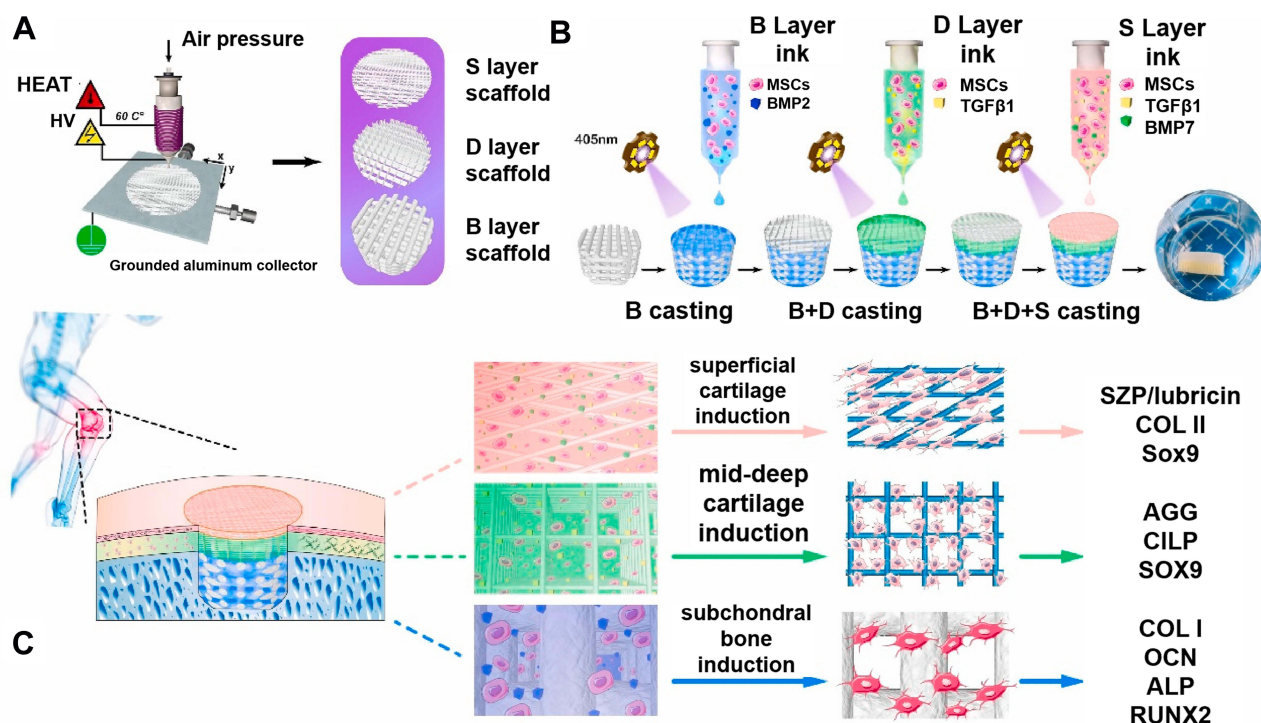 A
Air pressure
HEAT
HV
60 C°
x
y
Grounded aluminum collector
S layer
scaffold
D layer
scaffold
B layer
scaffold
B
B Layer
ink
MSCs
BMP2
D Layer
ink
MSCs
TGFβ1
S Layer
ink
MSCs
TGFβ1
BMP7
405nm
B casting
B+D casting
B+D+S casting
C
superficial
cartilage
induction
SZP/lubricin
COL II
Sox9
mid-deep
cartilage
induction
AGG
CILP
SOX9
subchondral
bone
induction
COL I
OCN
ALP
RUNX2